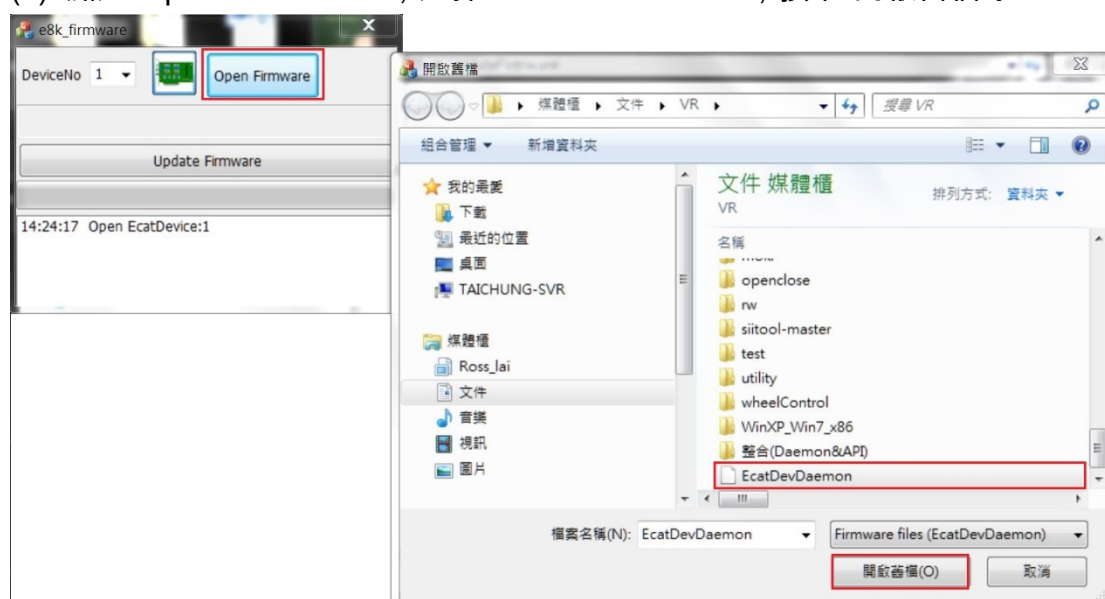 e8k_firmware
X
DeviceNo 1
Open Firmware
Update Firmware
14:24:17 Open EcatDevice:1
開啟舊檔
媒體櫃 ▸ 文件 ▸ VR ▸
搜尋 VR
組合管理 ▼ 新增資料夾
我的最愛
下載
最近的位置
桌面
TAICHUNG-SVR
媒體櫃
Ross_lai
文件
音樂
視訊
圖片
文件 媒體櫃
VR
排列方式: 資料夾 ▼
名稱
openclose
rw
siitool-master
test
utility
wheelControl
WinXP_Win7_x86
整合(Daemon&API)
EcatDevDaemon
檔案名稱(N): EcatDevDaemon
Firmware files (EcatDevDaemon)
開啟舊檔(O)
取消